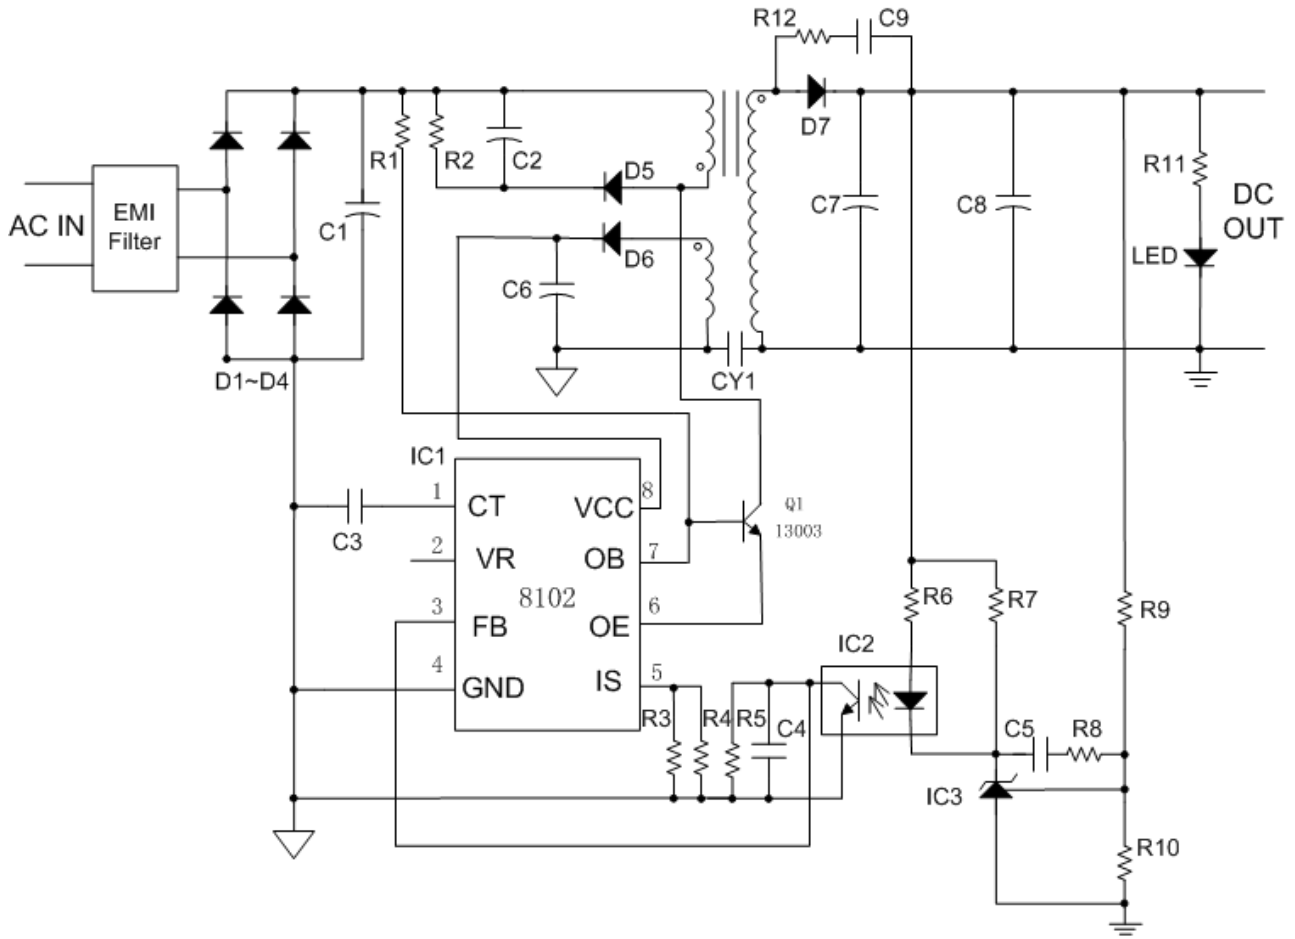 R12
C9
D7
R1
R2
C2
D5
C1
AC IN
EMI
Filter
D6
C6
C7
C8
R11
LED
DC
OUT
D1~D4
CY1
IC1
1
CT
VCC
8
C3
2
VR
OB
7
8102
3
FB
OE
6
4
GND
IS
5
Q1
13003
R3
R4
R5
C4
IC2
R6
R7
R9
C5
R8
IC3
R10